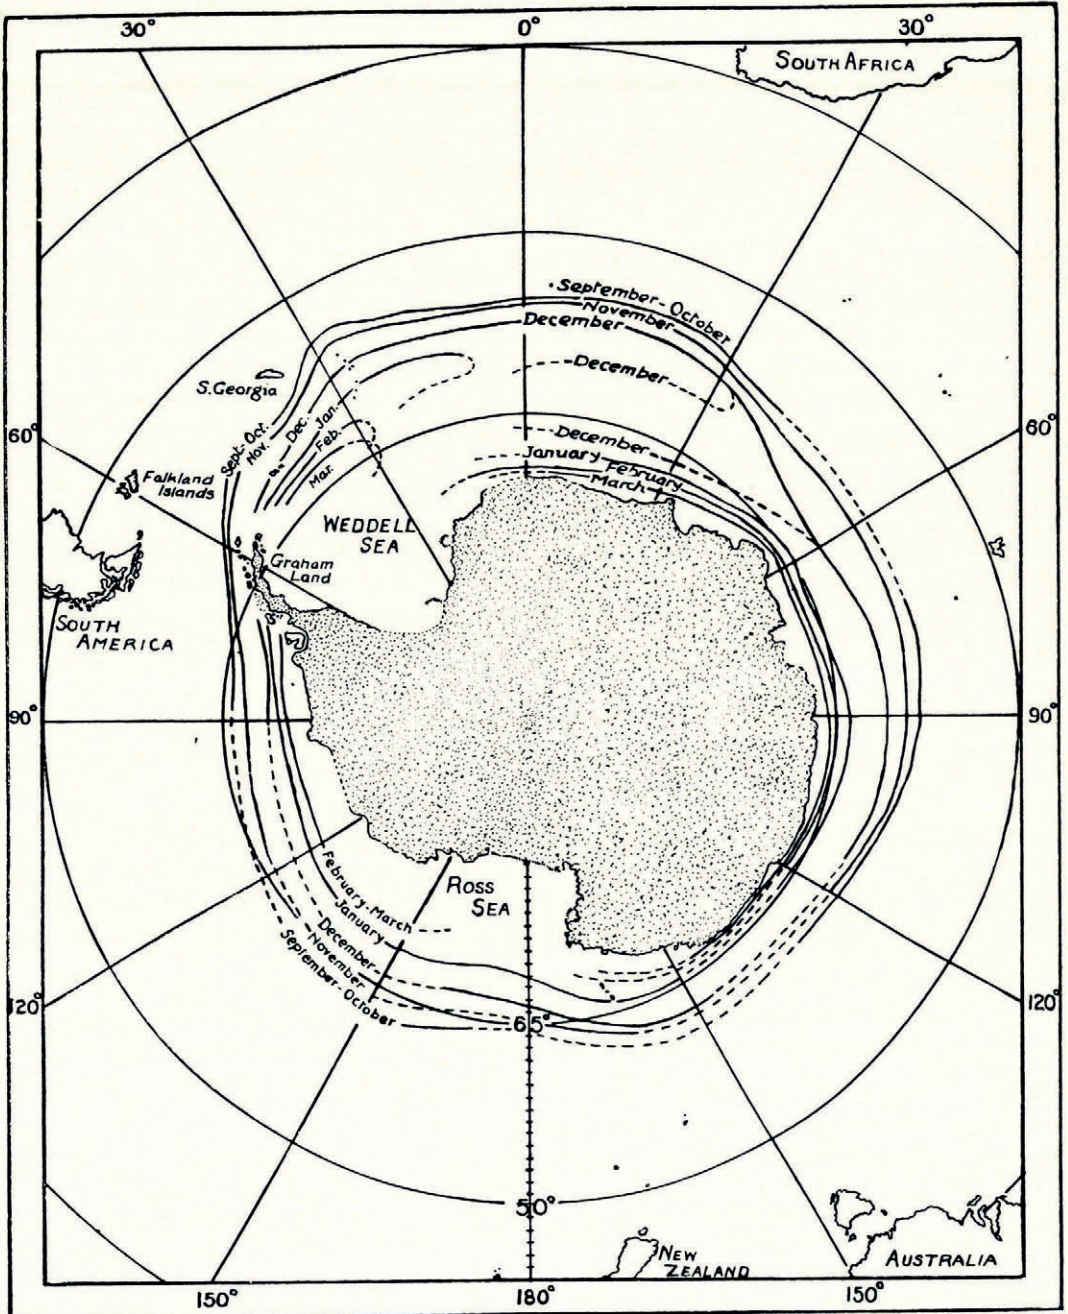 30°
0°
30°
SOUTH AFRICA
September-October
November
December
December
S. Georgia
Sept-Oct.
Nov.
Dec.
Jan.
Feb.
Mar.
60°
60°
December
January
February
March
Falkland
Islands
WEDDELL
SEA
Graham
Land
SOUTH
AMERICA
90°
90°
February-March
January
December
November
September-October
ROSS
SEA
120°
120°
65°
50°
NEW
ZEALAND
AUSTRALIA
150°
180°
150°